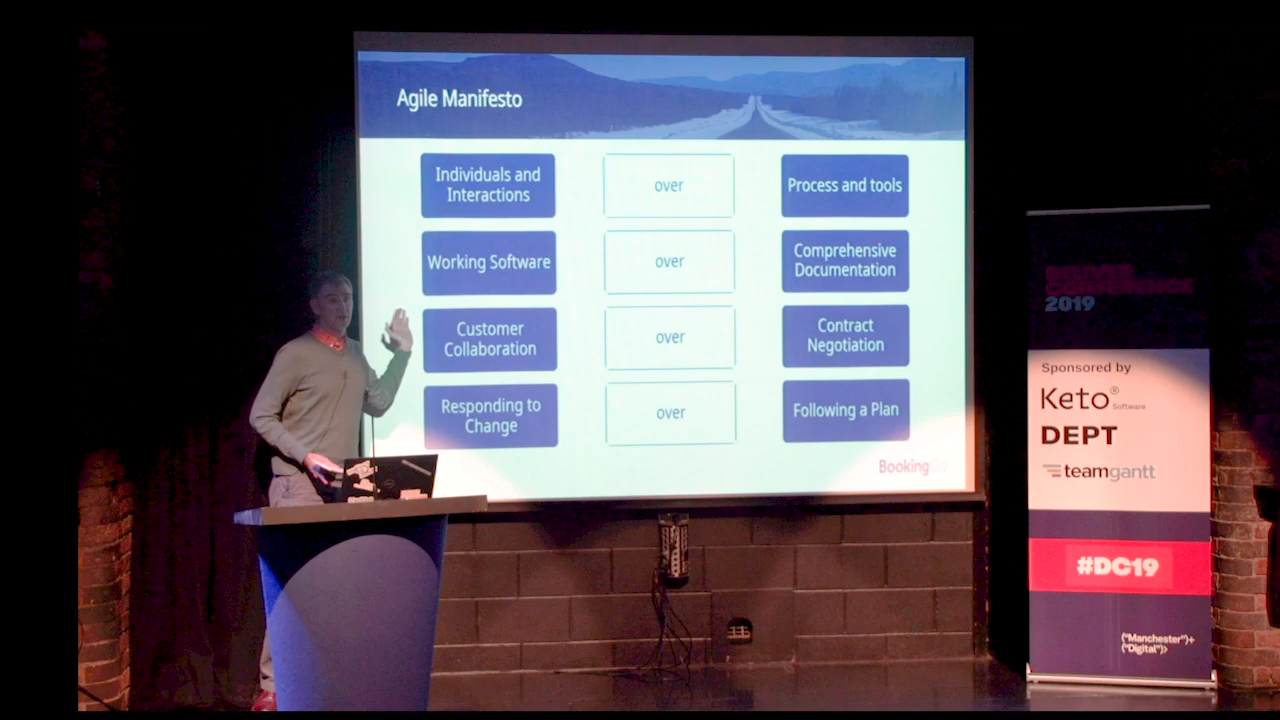 Agile Manifesto
Individuals and
Interactions
over
Process and tools
Working Software
over
Comprehensive
Documentation
Customer
Collaboration
over
Contract
Negotiation
Responding to
Change
over
Following a Plan
BookingGo
2019
Sponsored by
Keto®
Software
DEPT
teamgantt
#DC19
{"Manchester"}+
{"Digital"}>